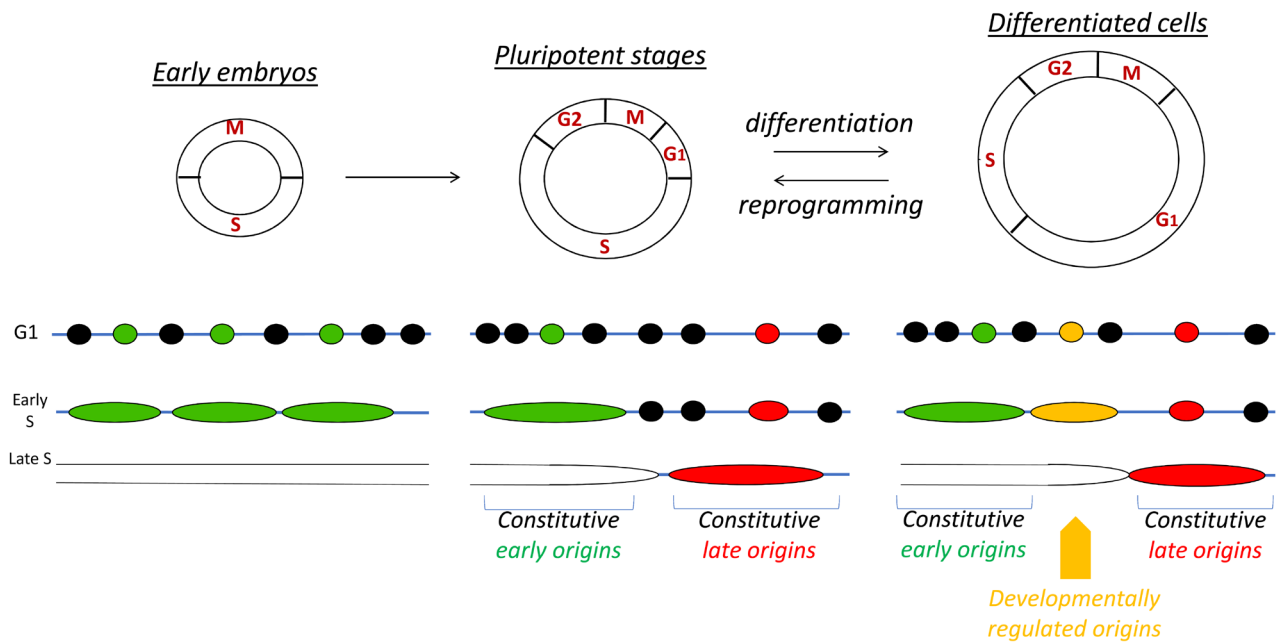 Early embryos
Pluripotent stages
Differentiated cells
M
S
G2
M
G1
S
differentiation
reprogramming
G2
M
S
G1
G1
Early
S
Late S
Constitutive
early origins
Constitutive
late origins
Constitutive
early origins
Constitutive
late origins
Developmentally
regulated origins